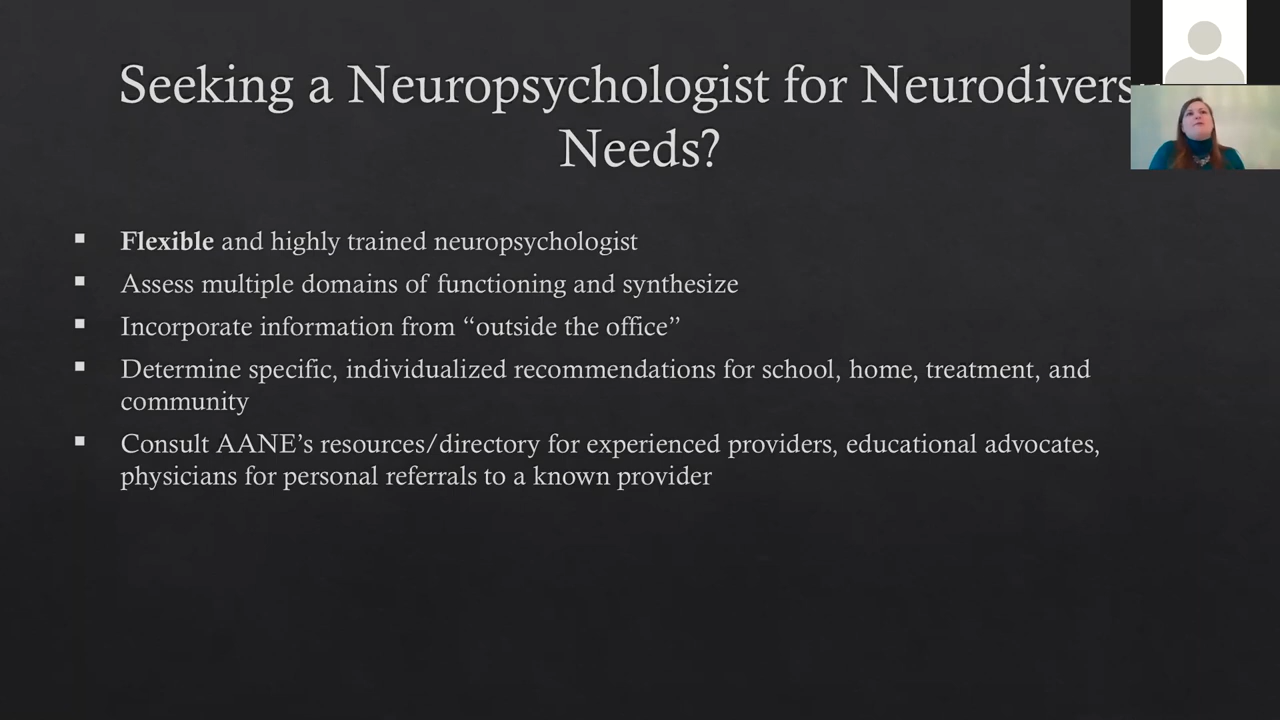 Seeking a Neuropsychologist for Neurodivers
Needs?
Flexible and highly trained neuropsychologist
Assess multiple domains of functioning and synthesize
Incorporate information from “outside the office”
Determine specific, individualized recommendations for school, home, treatment, and
community
Consult AANE’s resources/directory for experienced providers, educational advocates,
physicians for personal referrals to a known provider